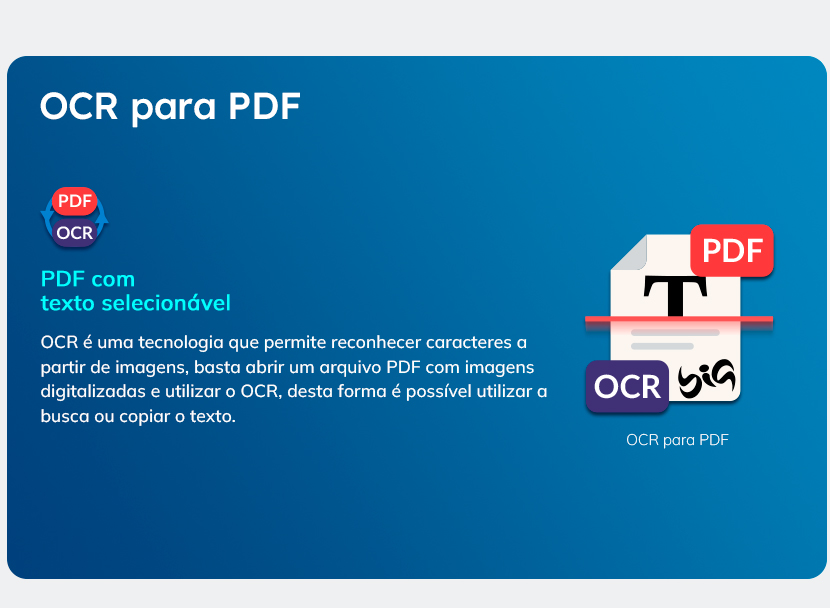 OCR para PDF
PDF
OCR
PDF com
texto selecionável
OCR é uma tecnologia que permite reconhecer caracteres a
partir de imagens, basta abrir um arquivo PDF com imagens
digitalizadas e utilizar o OCR, desta forma é possível utilizar a
busca ou copiar o texto.
PDF
T
OCR
big
OCR para PDF